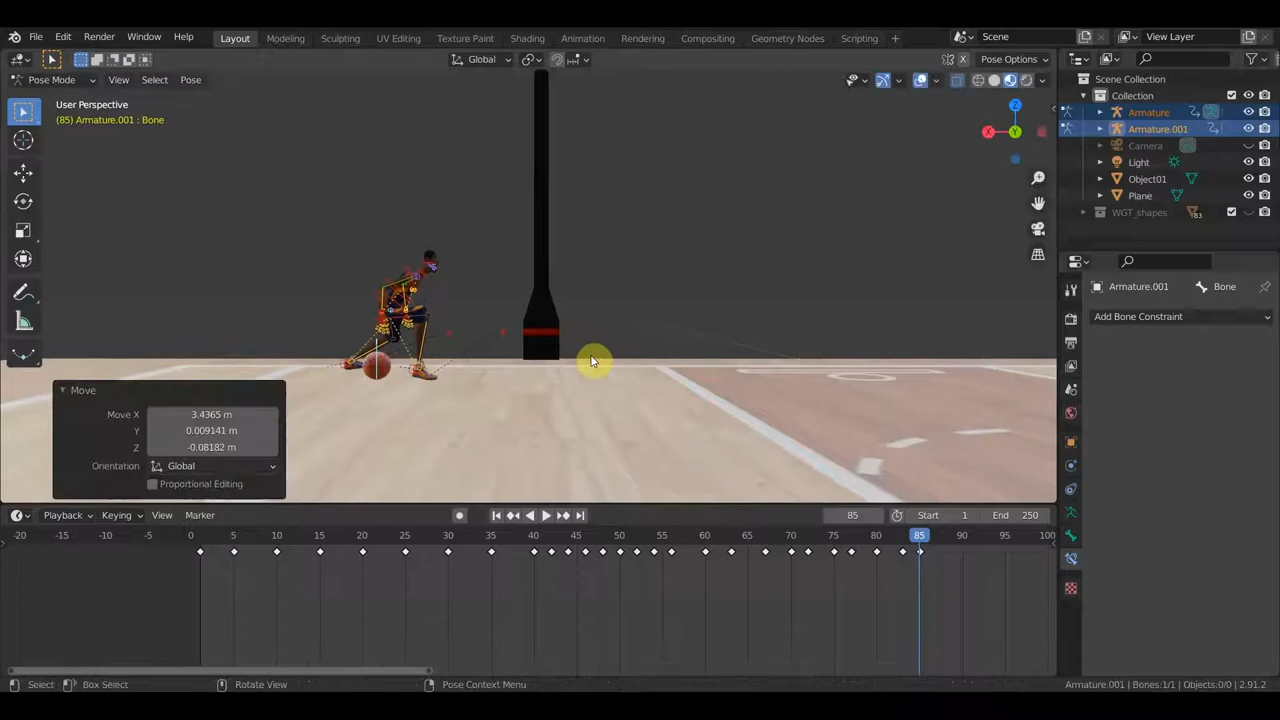 File Edit Render Window Help
Layout Modeling Sculpting UV Editing Texture Paint Shading Animation Rendering Compositing Geometry Nodes Scripting +
Scene
View Layer
Pose Mode View Select Pose
Global
Pose Options
User Perspective
(85) Armature.001 : Bone
X
Y
Z
Scene Collection
Collection
Armature
Armature.001
Camera
Light
Object01
Plane
WGT_shapes 83
Armature.001 Bone
Add Bone Constraint
Move
Move X 3.4365 m
Y 0.009141 m
Z -0.08182 m
Orientation Global
Proportional Editing
Playback Keying View Marker
85 Start 1 End 250
-20 -15 -10 -5 0 5 10 15 20 25 30 35 40 45 50 55 60 65 70 75 80 85 90 95 100
Select Box Select Rotate View Pose Context Menu
Armature.001 | Bones:1/1 | Objects:0/0 | 2.91.2